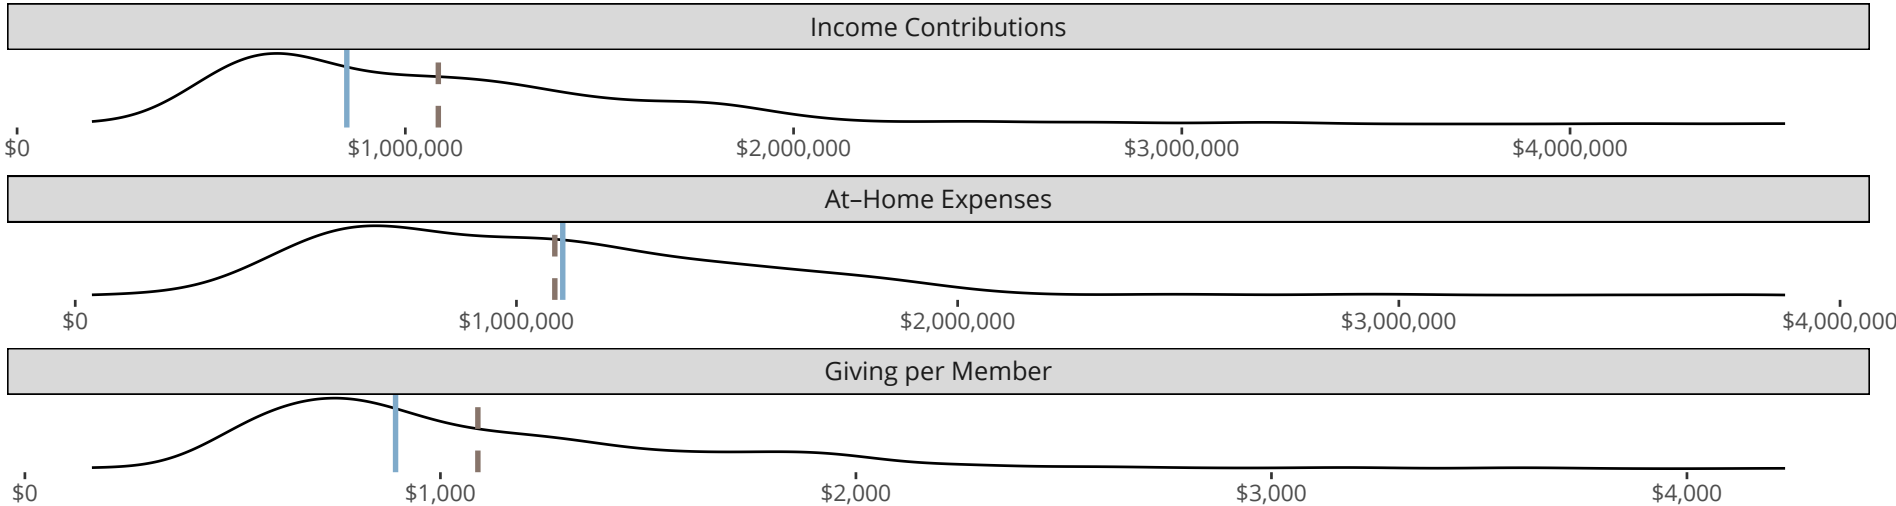 Income Contributions
$0 $1,000,000 $2,000,000 $3,000,000 $4,000,000
At–Home Expenses
$0 $1,000,000 $2,000,000 $3,000,000 $4,000,000
Giving per Member
$0 $1,000 $2,000 $3,000 $4,000